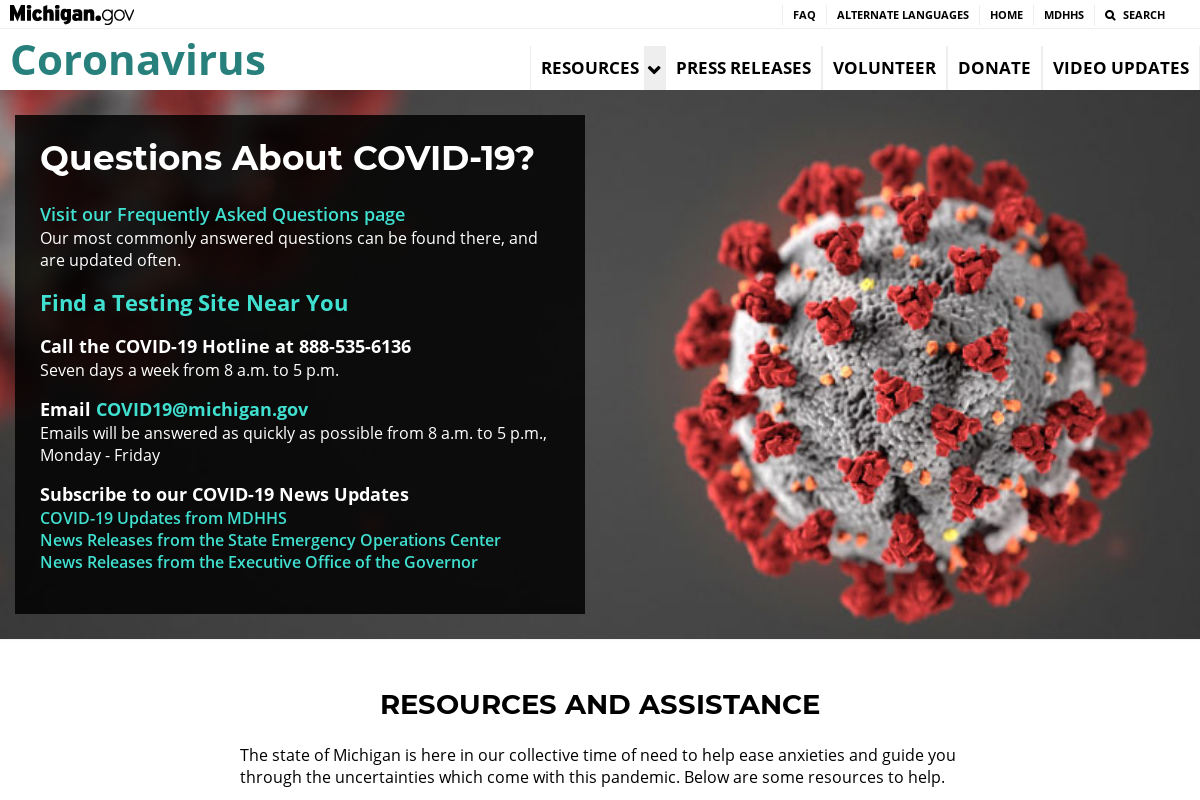 Michigan.gov
FAQ ALTERNATE LANGUAGES HOME MDHHS SEARCH
Coronavirus
RESOURCES PRESS RELEASES VOLUNTEER DONATE VIDEO UPDATES
Questions About COVID-19?
Visit our Frequently Asked Questions page
Our most commonly answered questions can be found there, and
are updated often.
Find a Testing Site Near You
Call the COVID-19 Hotline at 888-535-6136
Seven days a week from 8 a.m. to 5 p.m.
Email COVID19@michigan.gov
Emails will be answered as quickly as possible from 8 a.m. to 5 p.m.,
Monday - Friday
Subscribe to our COVID-19 News Updates
COVID-19 Updates from MDHHS
News Releases from the State Emergency Operations Center
News Releases from the Executive Office of the Governor
RESOURCES AND ASSISTANCE
The state of Michigan is here in our collective time of need to help ease anxieties and guide you
through the uncertainties which come with this pandemic. Below are some resources to help.